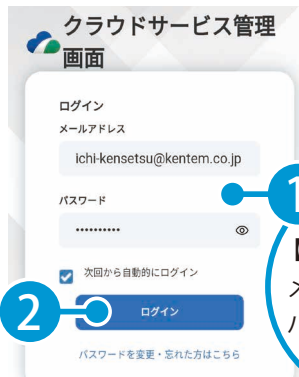 クラウドサービス管理
画面
ログイン
メールアドレス
ichi-kensetsu@kentem.co.jp
1
パスワード
••••••••••
【
メ
パ
次回から自動的にログイン
2
ログイン
パスワードを変更・忘れた方はこちら